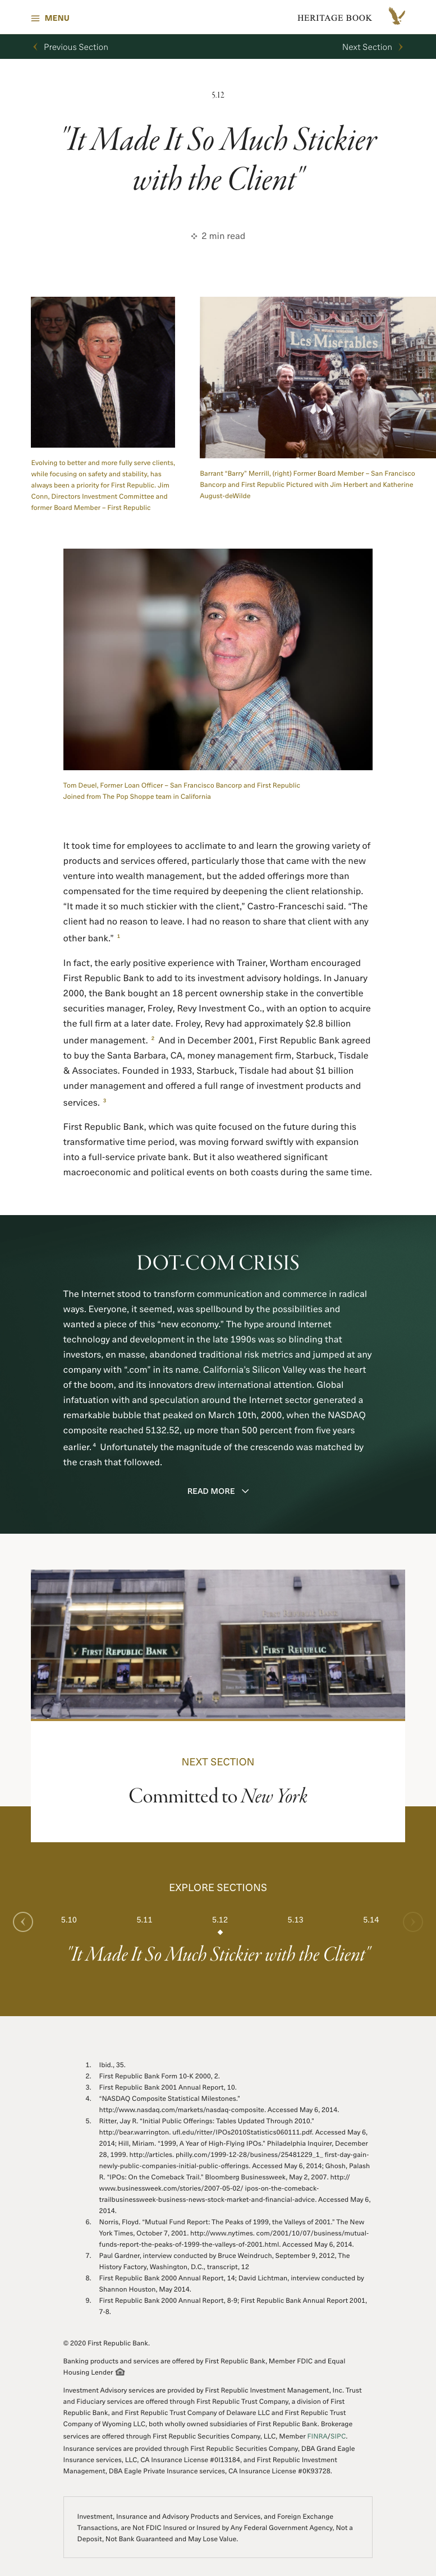 MENU
HERITAGE BOOK
Previous Section
Next Section
5.12
"It Made It So Much Stickier
with the Client"
2 min read
Les Misérables
Evolving to better and more fully serve clients,
while focusing on safety and stability, has
always been a priority for First Republic. Jim
Conn, Directors Investment Committee and
former Board Member – First Republic
Barrant “Barry” Merrill, (right) Former Board Member – San Francisco
Bancorp and First Republic Pictured with Jim Herbert and Katherine
August-deWilde
Tom Deuel, Former Loan Officer – San Francisco Bancorp and First Republic
Joined from The Pop Shoppe team in California
It took time for employees to acclimate to and learn the growing variety of
products and services offered, particularly those that came with the new
venture into wealth management, but the added offerings more than
compensated for the time required by deepening the client relationship.
“It made it so much stickier with the client,” Castro-Franceschi said. “The
client had no reason to leave. I had no reason to share that client with any
other bank.” 1
In fact, the early positive experience with Trainer, Wortham encouraged
First Republic Bank to add to its investment advisory holdings. In January
2000, the Bank bought an 18 percent ownership stake in the convertible
securities manager, Froley, Revy Investment Co., with an option to acquire
the full firm at a later date. Froley, Revy had approximately $2.8 billion
under management. 2 And in December 2001, First Republic Bank agreed
to buy the Santa Barbara, CA, money management firm, Starbuck, Tisdale
& Associates. Founded in 1933, Starbuck, Tisdale had about $1 billion
under management and offered a full range of investment products and
services. 3
First Republic Bank, which was quite focused on the future during this
transformative time period, was moving forward swiftly with expansion
into a full-service private bank. But it also weathered significant
macroeconomic and political events on both coasts during the same time.
DOT-COM CRISIS
The Internet stood to transform communication and commerce in radical
ways. Everyone, it seemed, was spellbound by the possibilities and
wanted a piece of this “new economy.” The hype around Internet
technology and development in the late 1990s was so blinding that
investors, en masse, abandoned traditional risk metrics and jumped at any
company with “.com” in its name. California’s Silicon Valley was the heart
of the boom, and its innovators drew international attention. Global
infatuation with and speculation around the Internet sector generated a
remarkable bubble that peaked on March 10th, 2000, when the NASDAQ
composite reached 5132.52, up more than 500 percent from five years
earlier.4 Unfortunately the magnitude of the crescendo was matched by
the crash that followed.
READ MORE
FIRST REPUBLIC BANK
FIRST REPUBLIC
NEXT SECTION
Committed to New York
EXPLORE SECTIONS
5.10 5.11 5.12 5.13 5.14
"It Made It So Much Stickier with the Client"
1. Ibid., 35.
2. First Republic Bank Form 10-K 2000, 2.
3. First Republic Bank 2001 Annual Report, 10.
4. “NASDAQ Composite Statistical Milestones.”
http://www.nasdaq.com/markets/nasdaq-composite. Accessed May 6, 2014.
5. Ritter, Jay R. “Initial Public Offerings: Tables Updated Through 2010.”
http://bear.warrington. ufl.edu/ritter/IPOs2010Statistics060111.pdf. Accessed May 6,
2014; Hill, Miriam. “1999, A Year of High-Flying IPOs.” Philadelphia Inquirer, December
28, 1999. http://articles. philly.com/1999-12-28/business/25481229_1_ first-day-gain-
newly-public-companies-initial-public-offerings. Accessed May 6, 2014; Ghosh, Palash
R. “IPOs: On the Comeback Trail.” Bloomberg Businessweek, May 2, 2007. http://
www.businessweek.com/stories/2007-05-02/ ipos-on-the-comeback-
trailbusinessweek-business-news-stock-market-and-financial-advice. Accessed May 6,
2014.
6. Norris, Floyd. “Mutual Fund Report: The Peaks of 1999, the Valleys of 2001.” The New
York Times, October 7, 2001. http://www.nytimes. com/2001/10/07/business/mutual-
funds-report-the-peaks-of-1999-the-valleys-of-2001.html. Accessed May 6, 2014.
7. Paul Gardner, interview conducted by Bruce Weindruch, September 9, 2012, The
History Factory, Washington, D.C., transcript, 12
8. First Republic Bank 2000 Annual Report, 14; David Lichtman, interview conducted by
Shannon Houston, May 2014.
9. First Republic Bank 2000 Annual Report, 8-9; First Republic Bank Annual Report 2001,
7-8.
© 2020 First Republic Bank.
Banking products and services are offered by First Republic Bank, Member FDIC and Equal
Housing Lender
Investment Advisory services are provided by First Republic Investment Management, Inc. Trust
and Fiduciary services are offered through First Republic Trust Company, a division of First
Republic Bank, and First Republic Trust Company of Delaware LLC and First Republic Trust
Company of Wyoming LLC, both wholly owned subsidiaries of First Republic Bank. Brokerage
services are offered through First Republic Securities Company, LLC, Member FINRA/SIPC.
Insurance services are provided through First Republic Securities Company, DBA Grand Eagle
Insurance services, LLC, CA Insurance License #0I13184, and First Republic Investment
Management, DBA Eagle Private Insurance services, CA Insurance License #0K93728.
Investment, Insurance and Advisory Products and Services, and Foreign Exchange
Transactions, are Not FDIC Insured or Insured by Any Federal Government Agency, Not a
Deposit, Not Bank Guaranteed and May Lose Value.